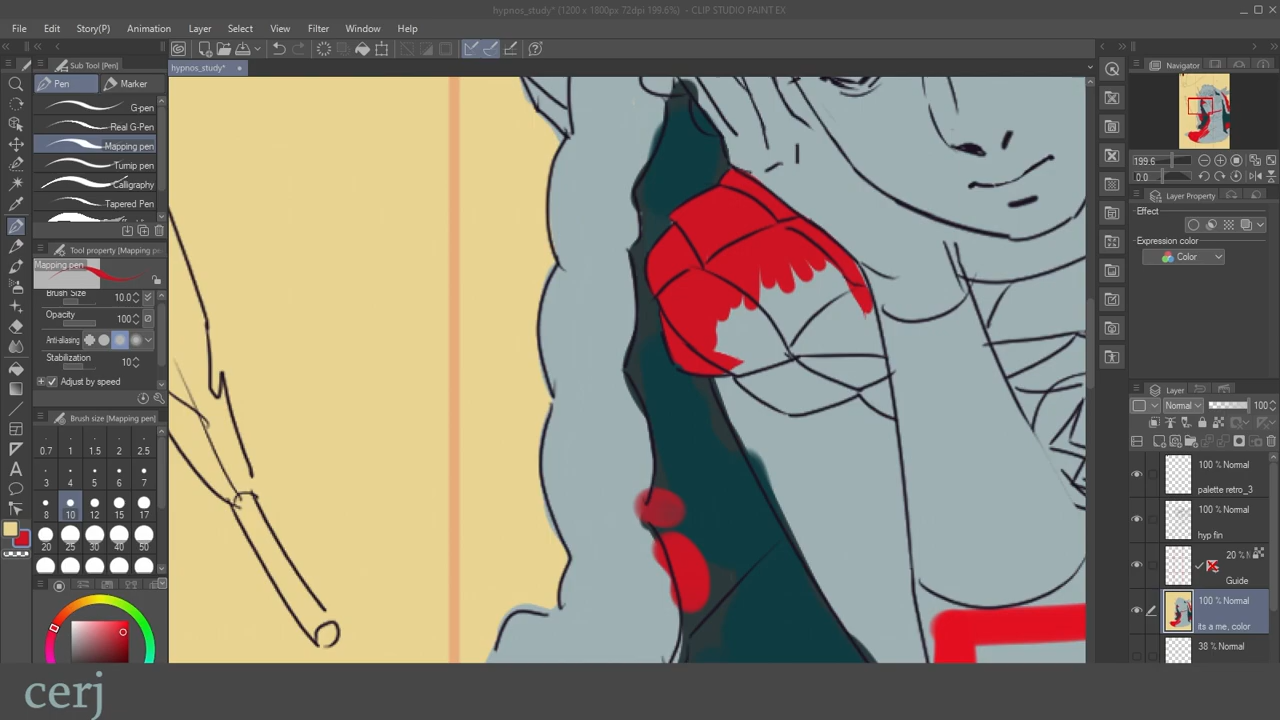 hypnos_study* (1200 x 1800px 72dpi 199.6%) - CLIP STUDIO PAINT EX
File Edit Story(P) Animation Layer Select View Filter Window Help
Sub Tool [Pen]
hypnos_study*
Navigator
Pen
Marker
G-pen
Real G-Pen
Mapping pen
Turnip pen
Calligraphy
Tapered Pen
199.6
0.0
Layer Property
Effect
Expression color
Color
Tool property [Mapping pe
Mapping pen
Brush Size 10.0
Opacity 100
Anti-aliasing
Stabilization 10
Adjust by speed
Brush size [Mapping pen]
0.7 1 1.5 2 2.5
3 4 5 6 7
8 10 12 15 17
20 25 30 40 50
Layer
Normal 100
100 % Normal
palette retro_3
100 % Normal
hyp fin
20 % N
Guide
100 % Normal
its a me, color
38 % Normal
cerj